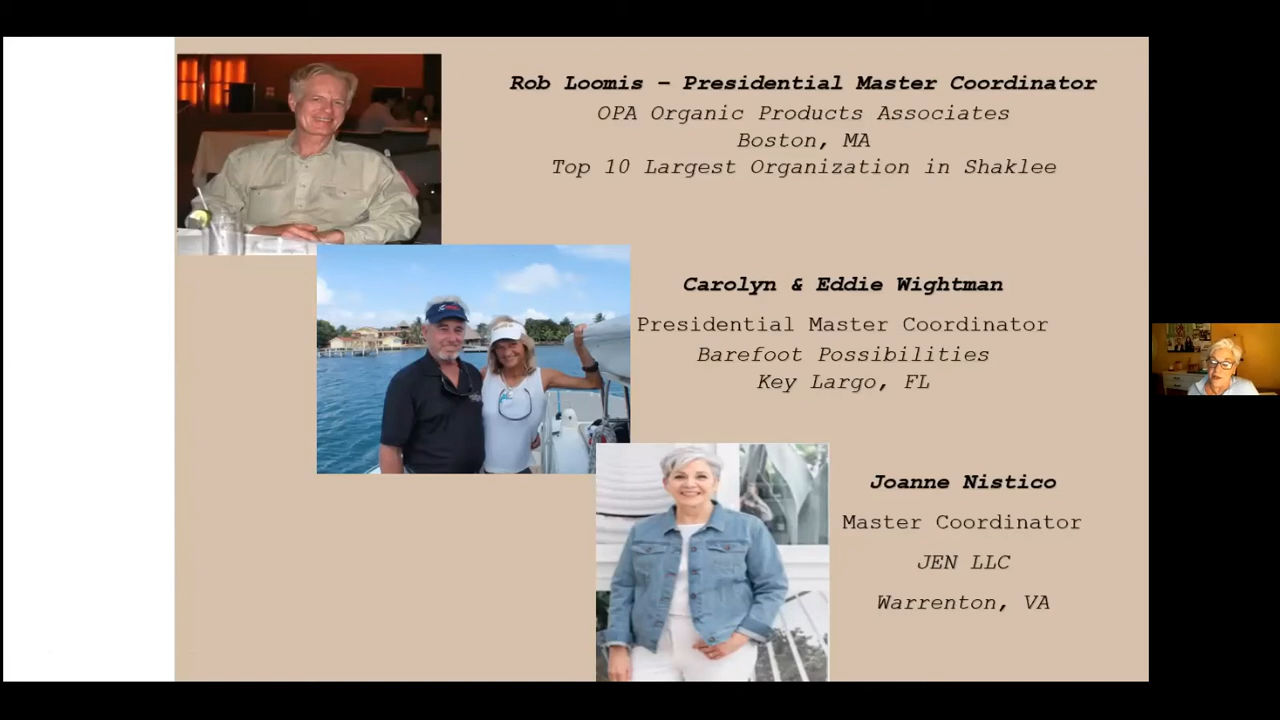 Rob Loomis – Presidential Master Coordinator
OPA Organic Products Associates
Boston, MA
Top 10 Largest Organization in Shaklee
Carolyn & Eddie Wightman
Presidential Master Coordinator
Barefoot Possibilities
Key Largo, FL
Joanne Nistico
Master Coordinator
JEN LLC
Warrenton, VA